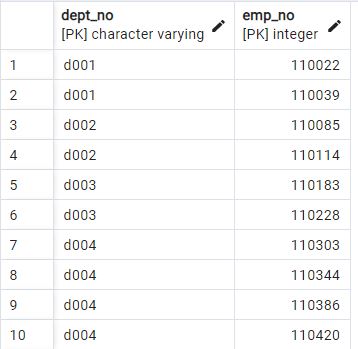 dept_no emp_no
[PK] character varying [PK] integer
1 d001 110022
2 d001 110039
3 d002 110085
4 d002 110114
5 d003 110183
6 d003 110228
7 d004 110303
8 d004 110344
9 d004 110386
10 d004 110420